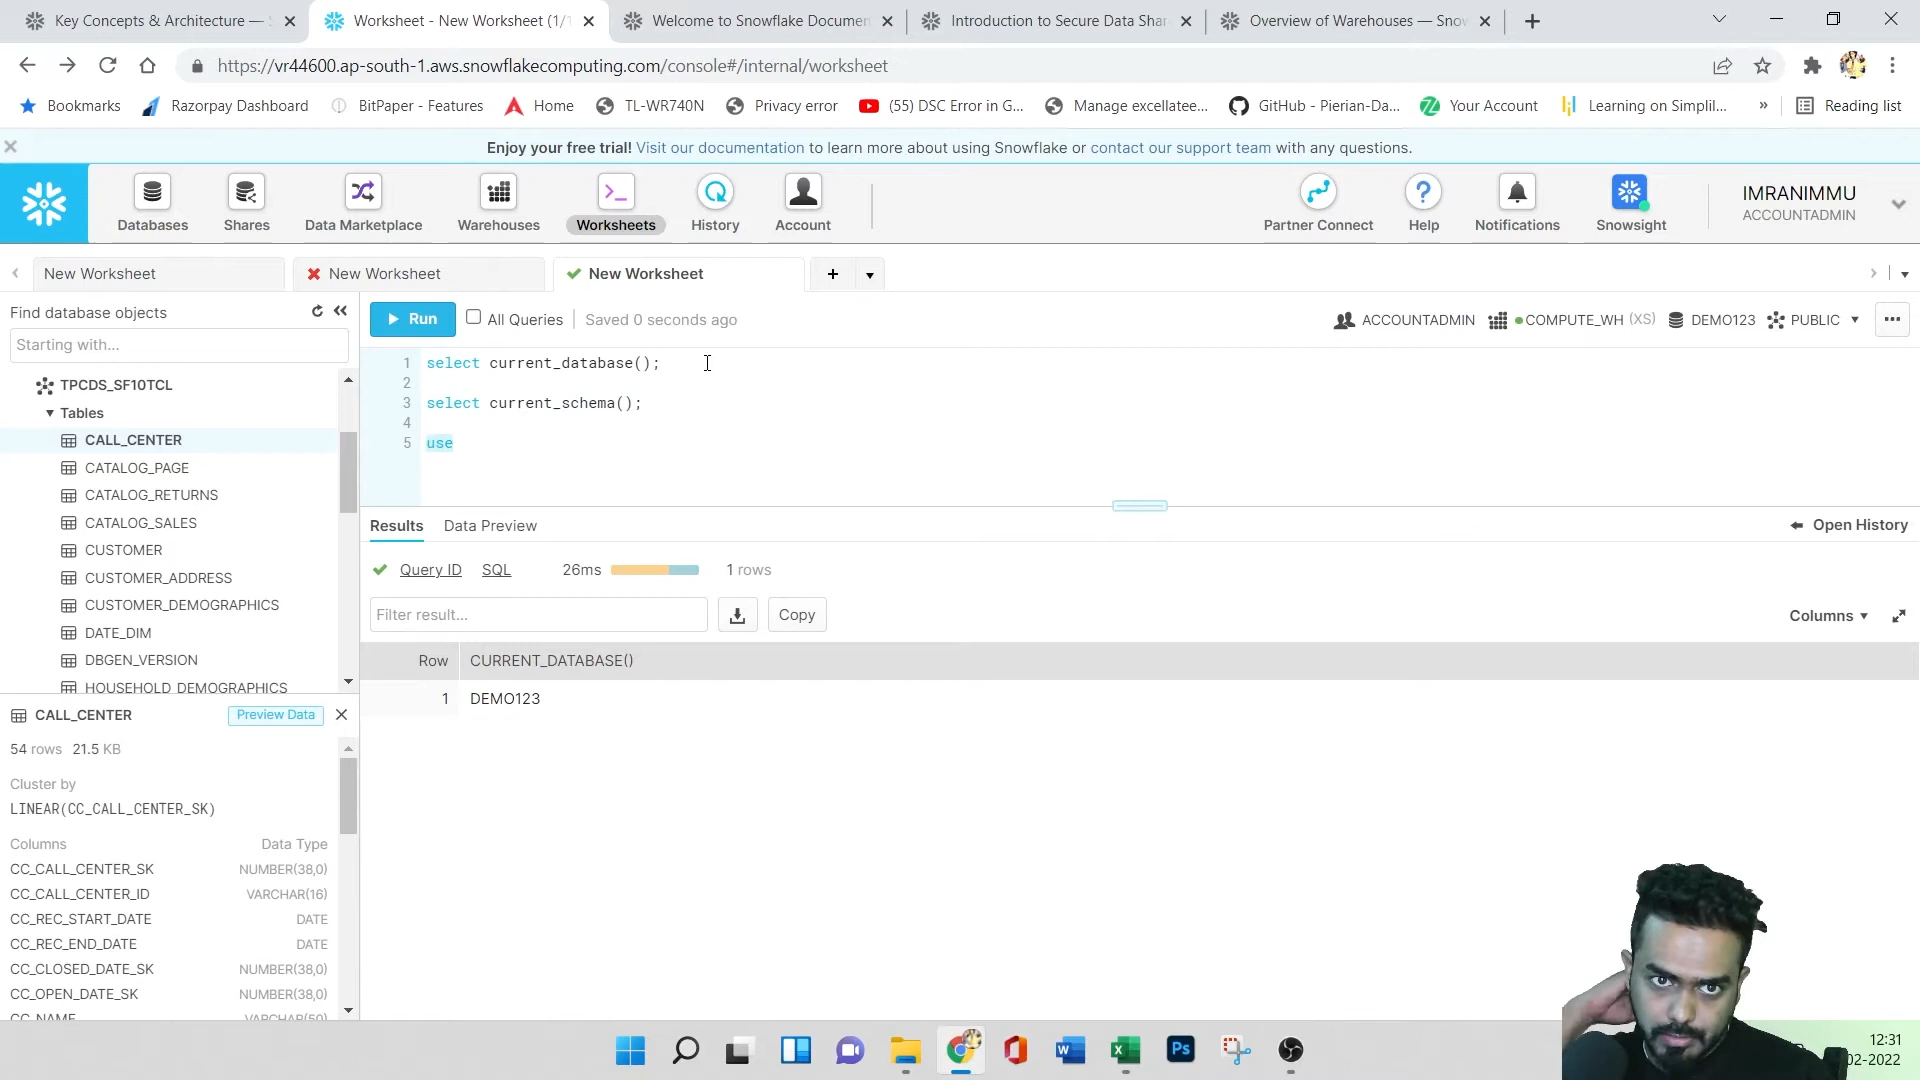 Key Concepts & Architecture —
Worksheet - New Worksheet (1/1
Welcome to Snowflake Documen
Introduction to Secure Data Shar
Overview of Warehouses — Snow
https://vr44600.ap-south-1.aws.snowflakecomputing.com/console#/internal/worksheet
Bookmarks
Razorpay Dashboard
BitPaper - Features
Home
TL-WR740N
Privacy error
(55) DSC Error in G...
Manage excellatee...
GitHub - Pierian-Da...
Your Account
Learning on Simplil...
»
Reading list
Enjoy your free trial! Visit our documentation to learn more about using Snowflake or contact our support team with any questions.
Databases
Shares
Data Marketplace
Warehouses
Worksheets
History
Account
Partner Connect
Help
Notifications
Snowsight
IMRANIMMU
ACCOUNTADMIN
New Worksheet
New Worksheet
New Worksheet
Find database objects
Starting with...
TPCDS_SF10TCL
Tables
CALL_CENTER
CATALOG_PAGE
CATALOG_RETURNS
CATALOG_SALES
CUSTOMER
CUSTOMER_ADDRESS
CUSTOMER_DEMOGRAPHICS
DATE_DIM
DBGEN_VERSION
HOUSEHOLD_DEMOGRAPHICS
CALL_CENTER
Preview Data
54 rows 21.5 KB
Cluster by
LINEAR(CC_CALL_CENTER_SK)
Columns Data Type
CC_CALL_CENTER_SK NUMBER(38,0)
CC_CALL_CENTER_ID VARCHAR(16)
CC_REC_START_DATE DATE
CC_REC_END_DATE DATE
CC_CLOSED_DATE_SK NUMBER(38,0)
CC_OPEN_DATE_SK NUMBER(38,0)
CC_NAME VARCHAR(50)
Run
All Queries
Saved 0 seconds ago
ACCOUNTADMIN
COMPUTE_WH (XS)
DEMO123
PUBLIC
1 select current_database();
2
3 select current_schema();
4
5 use
Results
Data Preview
Open History
Query ID
SQL
26ms
1 rows
Filter result...
Copy
Columns
Row CURRENT_DATABASE()
1 DEMO123
Ps
12:31
02-2022